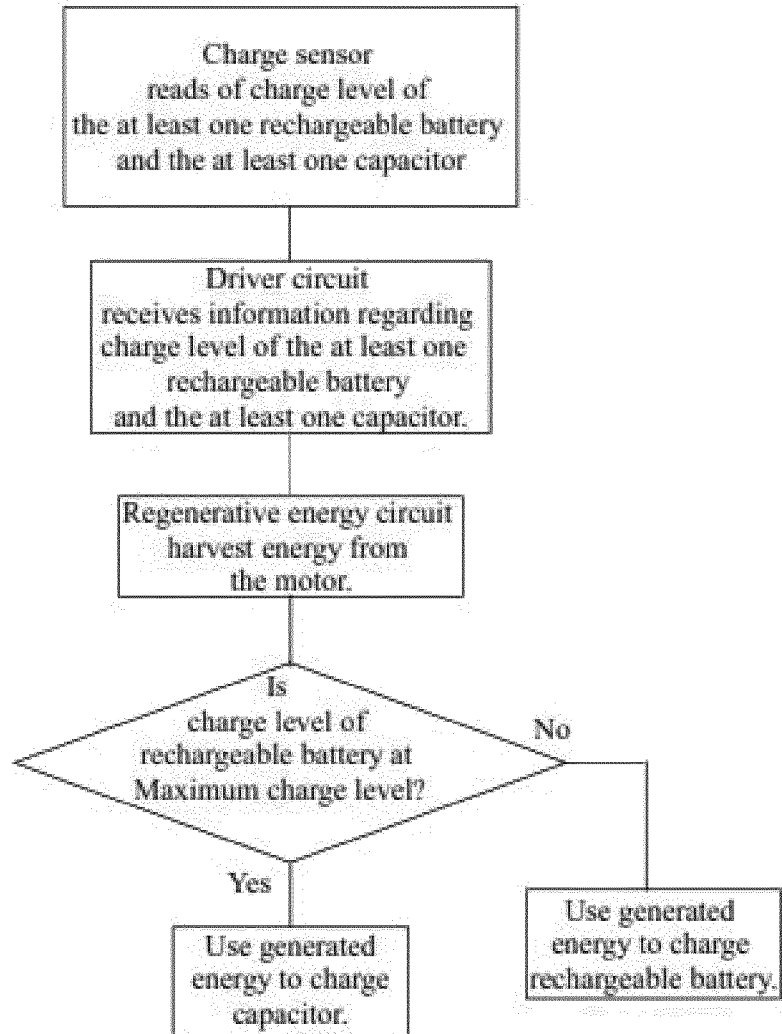 Charge sensor
reads of charge level of
the at least one rechargeable battery
and the at least one capacitor
Driver circuit
receives information regarding
charge level of the at least one
rechargeable battery
and the at least one capacitor.
Regenerative energy circuit
harvest energy from
the motor.
Is
charge level of
rechargeable battery at
Maximum charge level?
No
Yes
Use generated
energy to charge
rechargeable battery.
Use generated
energy to charge
capacitor.